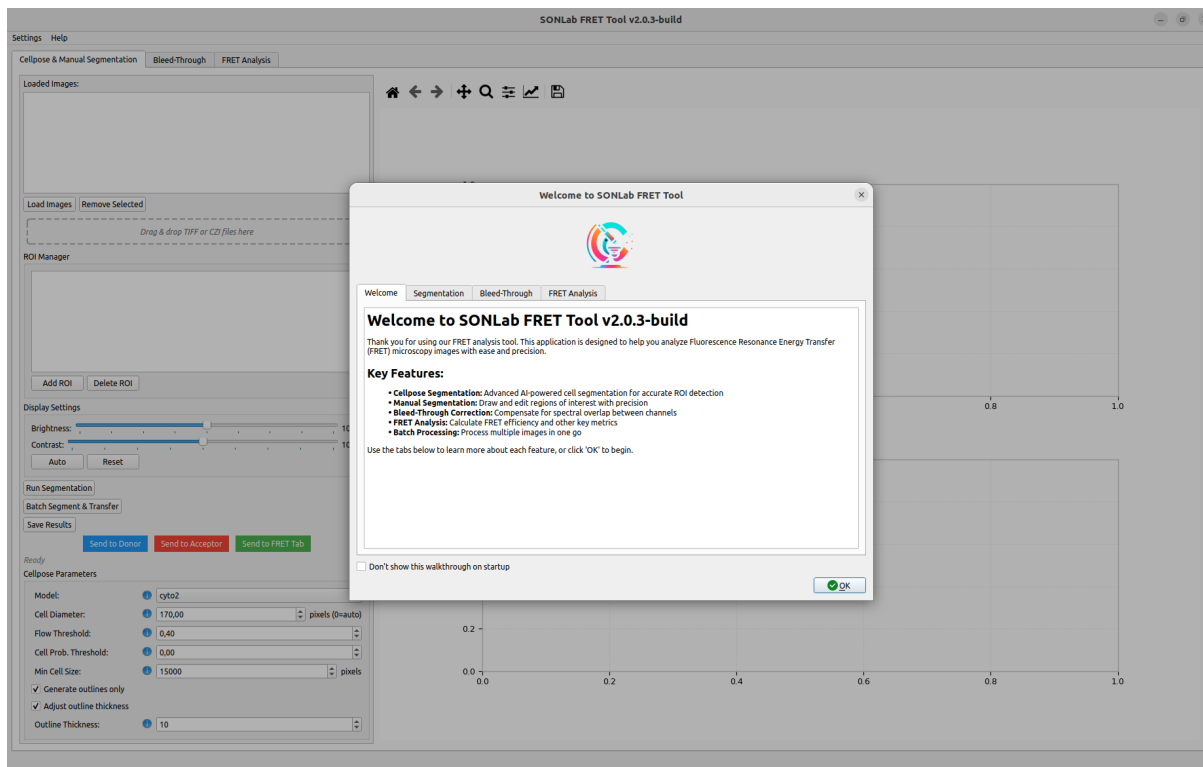 SONLab FRET Tool v2.0.3-build
Settings Help
Cellpose & Manual Segmentation Bleed-Through FRET Analysis
Loaded Images:
Load Images Remove Selected
Drag & drop TIFF or CZI files here
ROI Manager
Add ROI Delete ROI
Display Settings
Brightness:
Contrast:
Auto Reset
Run Segmentation
Batch Segment & Transfer
Save Results
Send to Donor Send to Acceptor Send to FRET Tab
Ready
Cellpose Parameters
Model: cyto2
Cell Diameter: 170,00 pixels (0=auto)
Flow Threshold: 0,40
Cell Prob. Threshold: 0,00
Min Cell Size: 15000 pixels
Generate outlines only
Adjust outline thickness
Outline Thickness: 10
Welcome to SONLab FRET Tool
Welcome Segmentation Bleed-Through FRET Analysis
Welcome to SONLab FRET Tool v2.0.3-build
Thank you for using our FRET analysis tool. This application is designed to help you analyze Fluorescence Resonance Energy Transfer
(FRET) microscopy images with ease and precision.
Key Features:
• Cellpose Segmentation: Advanced AI-powered cell segmentation for accurate ROI detection
• Manual Segmentation: Draw and edit regions of interest with precision
• Bleed-Through Correction: Compensate for spectral overlap between channels
• FRET Analysis: Calculate FRET efficiency and other key metrics
• Batch Processing: Process multiple images in one go
Use the tabs below to learn more about each feature, or click 'OK' to begin.
Don't show this walkthrough on startup
OK
0.8 1.0
0.2
0.0
0.0 0.2 0.4 0.6 0.8 1.0